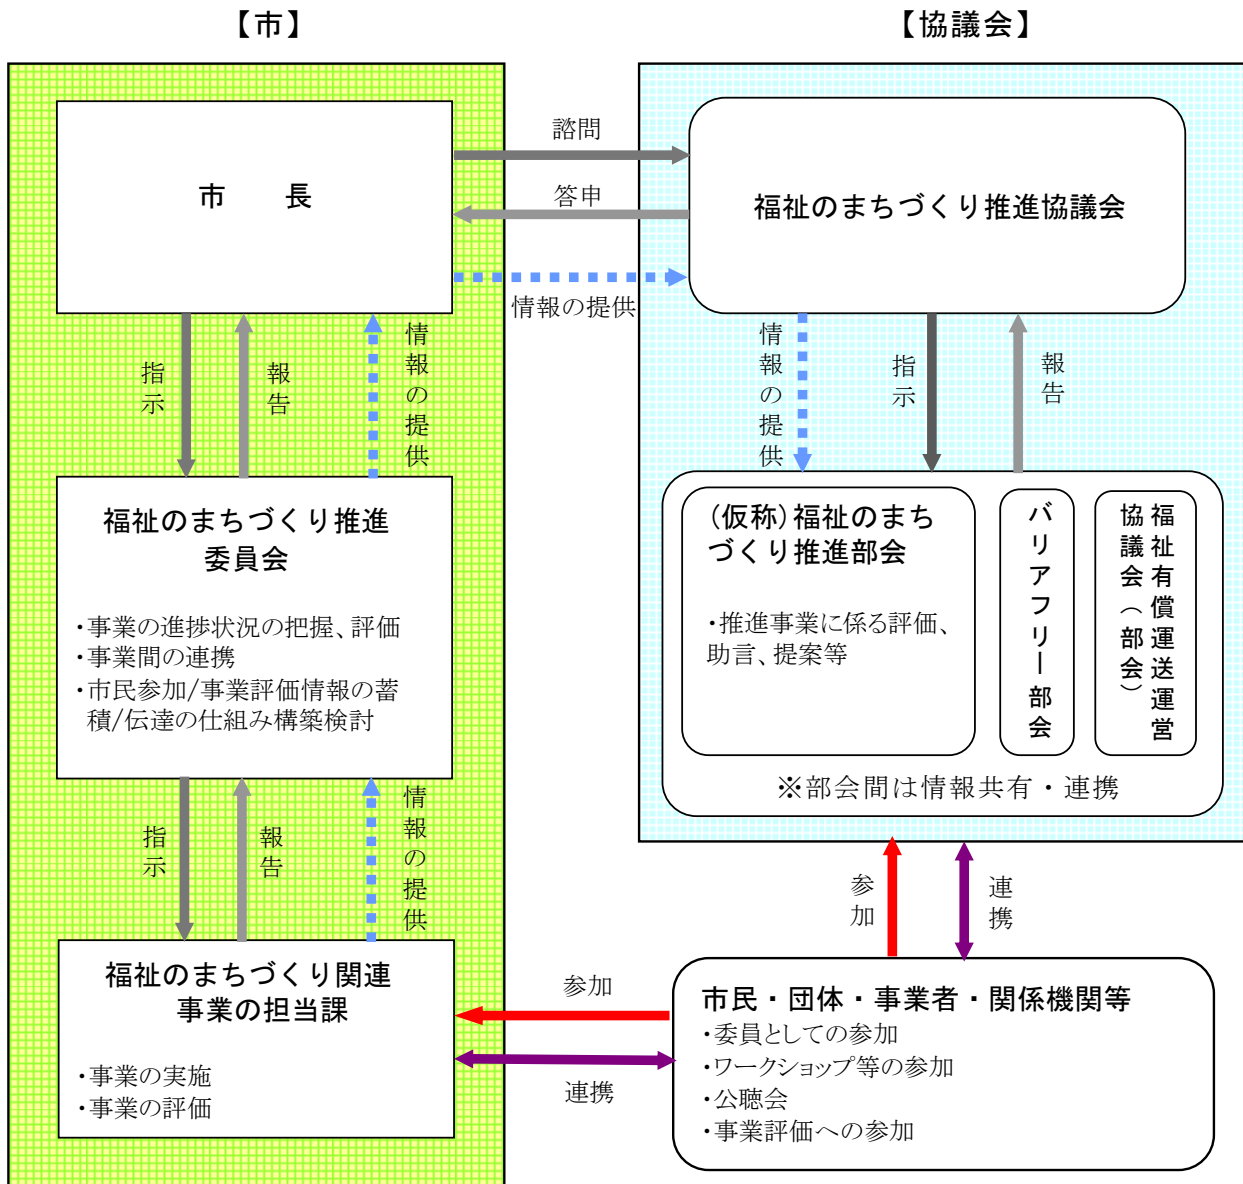 【市】
【協議会】
市　　長
諮問
答申
情報の提供
福祉のまちづくり推進協議会
指示
報告
情報の提供
情報の提供
指示
報告
福祉のまちづくり推進
委員会
・事業の進捗状況の把握、評価
・事業間の連携
・市民参加/事業評価情報の蓄
積/伝達の仕組み構築検討
(仮称)福祉のまち
づくり推進部会
・推進事業に係る評価、
助言、提案等
バリアフリー部会
福祉有償運送運営
協議会(部会)
※部会間は情報共有・連携
指示
報告
情報の提供
参加
連携
福祉のまちづくり関連
事業の担当課
・事業の実施
・事業の評価
参加
連携
市民・団体・事業者・関係機関等
・委員としての参加
・ワークショップ等の参加
・公聴会
・事業評価への参加